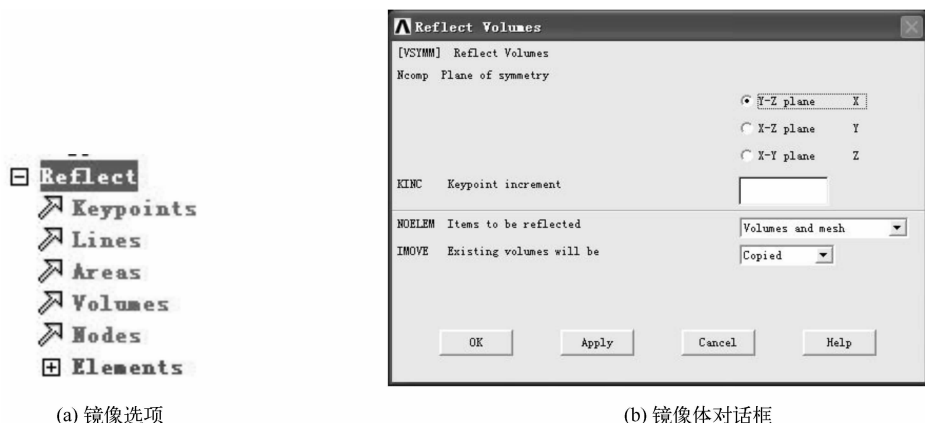 Reflect
Keypoints
Lines
Areas
Volumes
Nodes
Elements
(a) 镜像选项
Reflect Volumes
[VSYMM] Reflect Volumes
Ncomp Plane of symmetry
Y-Z plane X
X-Z plane Y
X-Y plane Z
KINC Keypoint increment
NOELEM Items to be reflected Volumes and mesh
IMOVE Existing volumes will be Copied
OK Apply Cancel Help
(b) 镜像体对话框